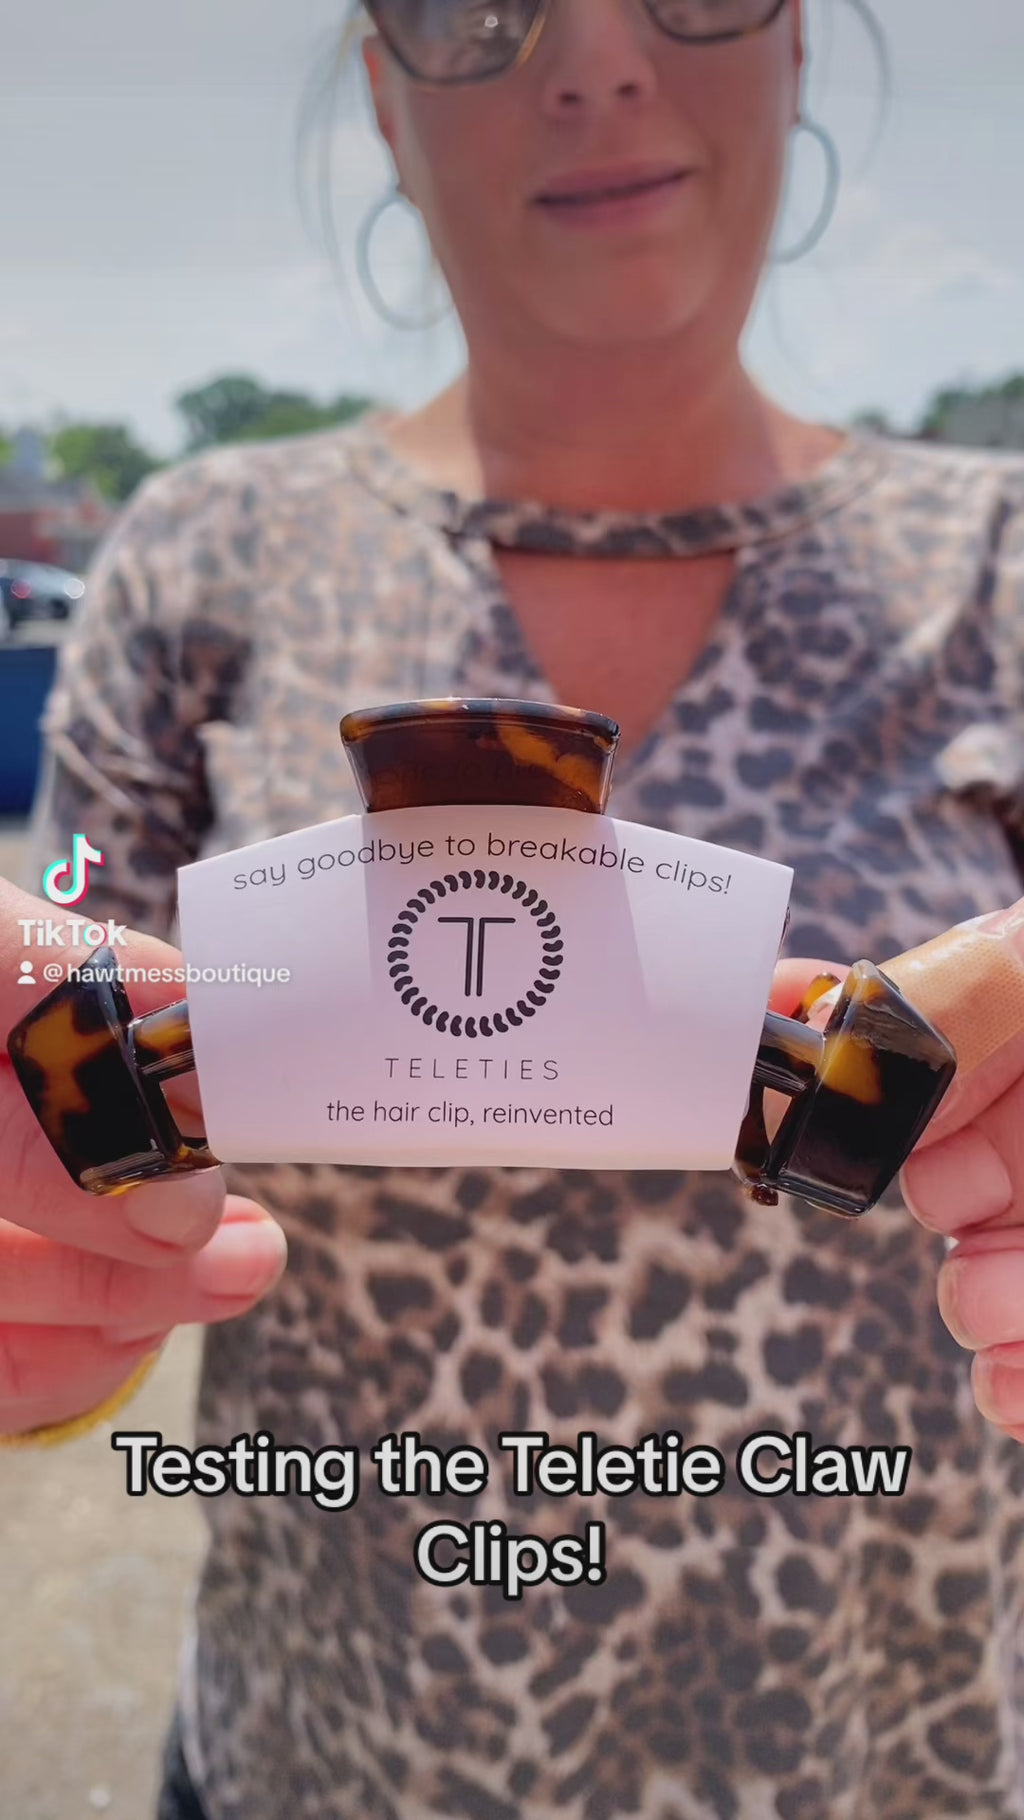 say goodbye to breakable clips!
T
TELETIES
the hair clip, reinvented
TikTok
@hawtmessboutique
Testing the Teletie Claw
Clips!